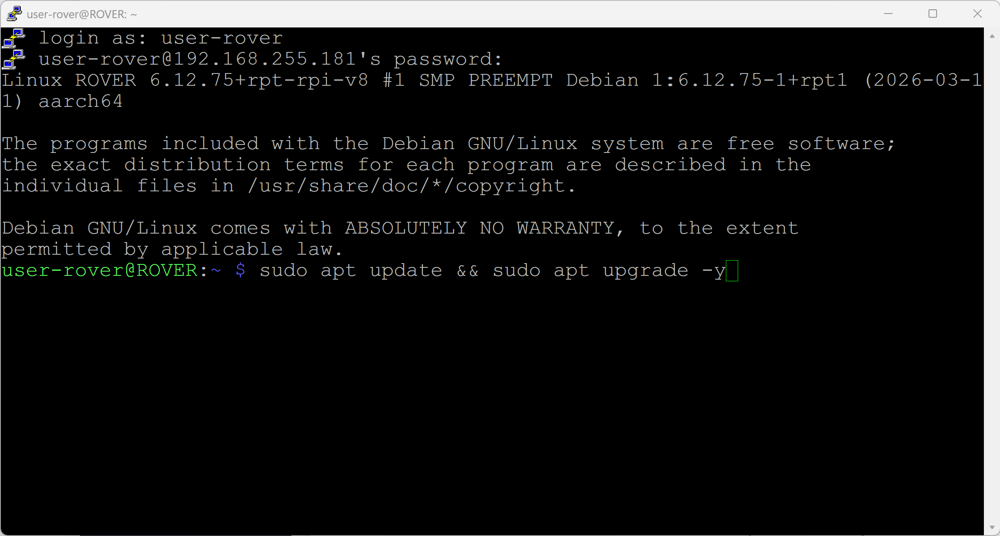 user-rover@ROVER: ~
login as: user-rover
user-rover@192.168.255.181's password:
Linux ROVER 6.12.75+rpt-rpi-v8 #1 SMP PREEMPT Debian 1:6.12.75-1+rpt1 (2026-03-1
1) aarch64
The programs included with the Debian GNU/Linux system are free software;
the exact distribution terms for each program are described in the
individual files in /usr/share/doc/*/copyright.
Debian GNU/Linux comes with ABSOLUTELY NO WARRANTY, to the extent
permitted by applicable law.
user-rover@ROVER:~ $ sudo apt update && sudo apt upgrade -y